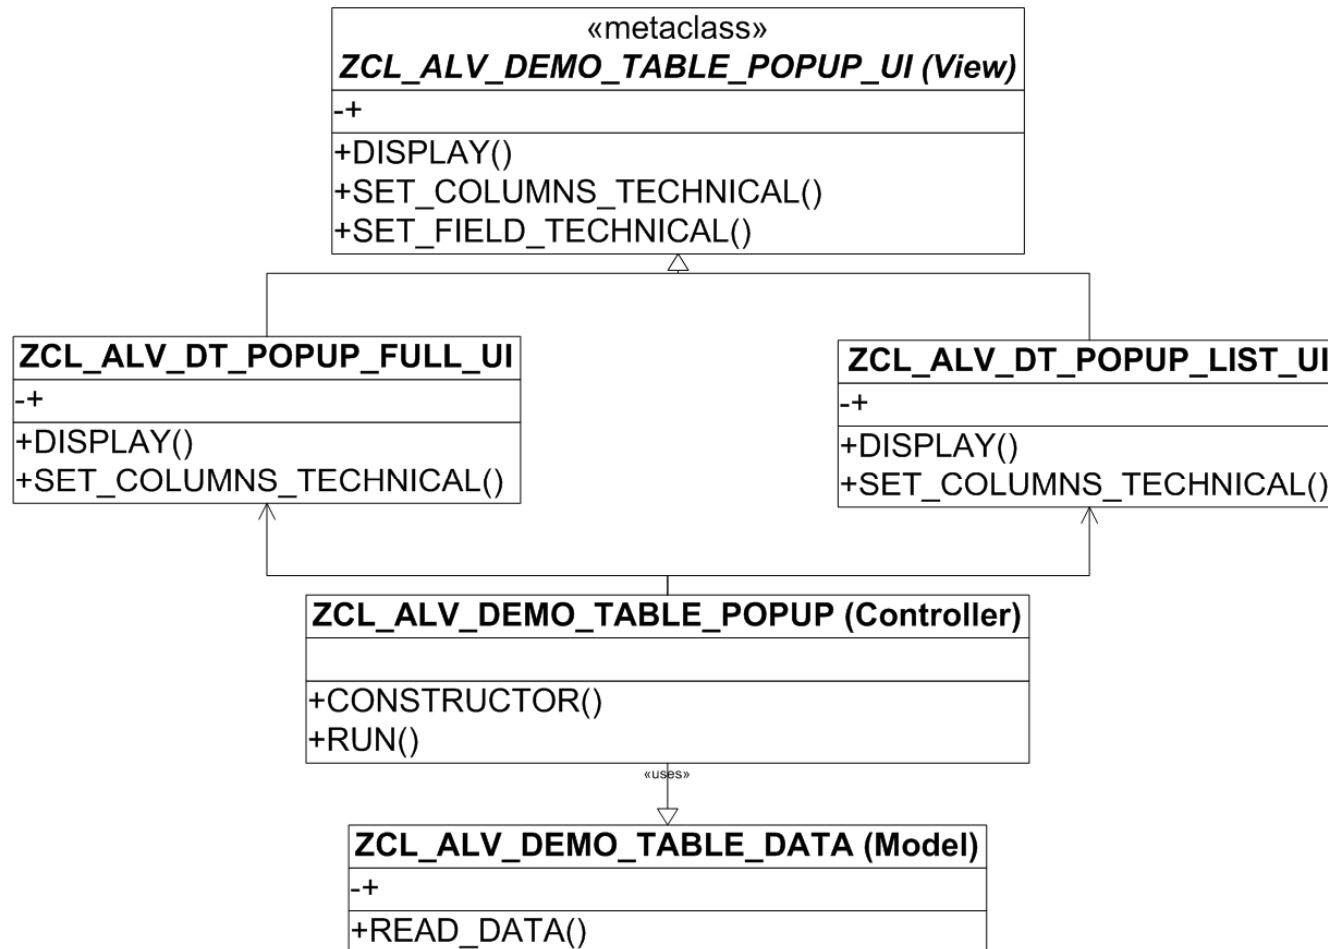 «metaclass»
ZCL_ALV_DEMO_TABLE_POPUP_UI (View)
-+
+DISPLAY()
+SET_COLUMNS_TECHNICAL()
+SET_FIELD_TECHNICAL()
ZCL_ALV_DT_POPUP_FULL_UI
-+
+DISPLAY()
+SET_COLUMNS_TECHNICAL()
ZCL_ALV_DT_POPUP_LIST_UI
-+
+DISPLAY()
+SET_COLUMNS_TECHNICAL()
ZCL_ALV_DEMO_TABLE_POPUP (Controller)
+CONSTRUCTOR()
+RUN()
«uses»
ZCL_ALV_DEMO_TABLE_DATA (Model)
-+
+READ_DATA()